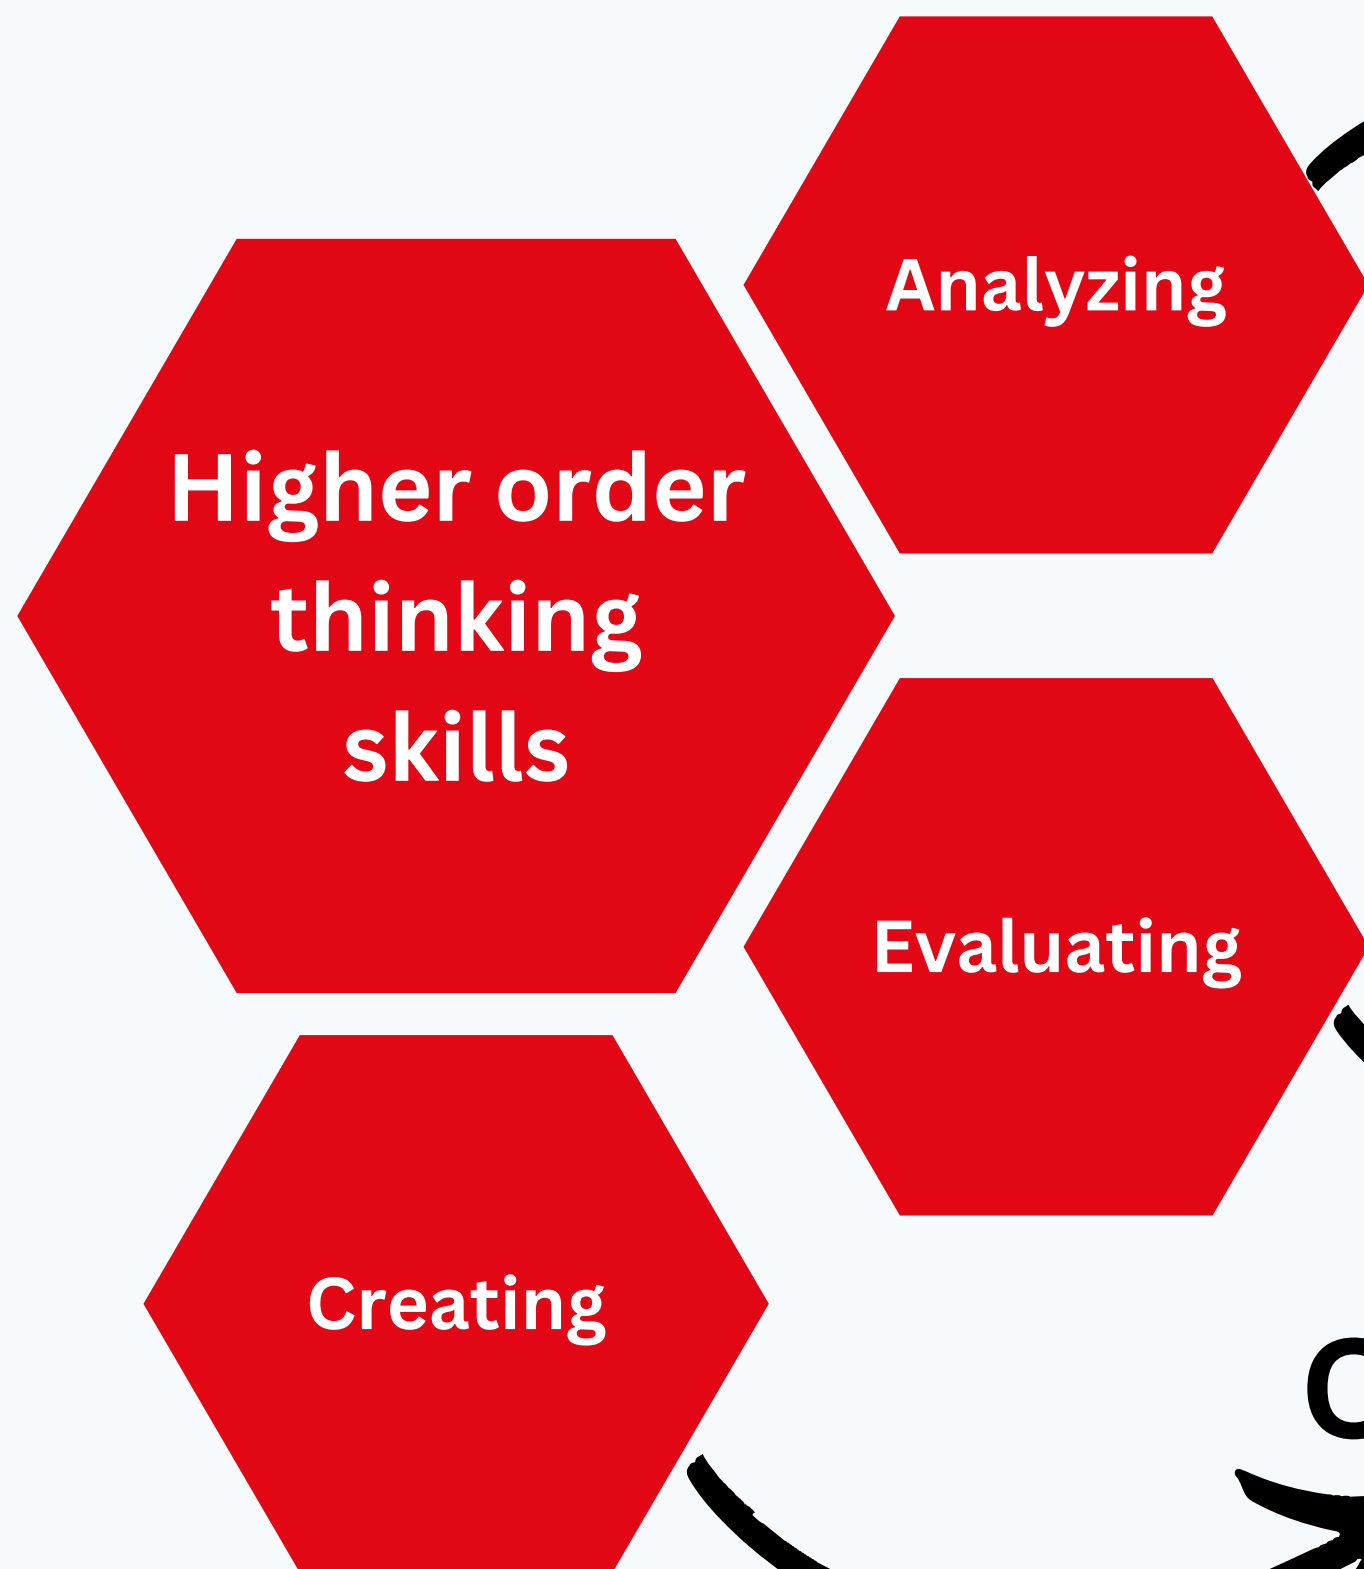 Analyzing
Higher order
thinking
skills
Evaluating
Creating